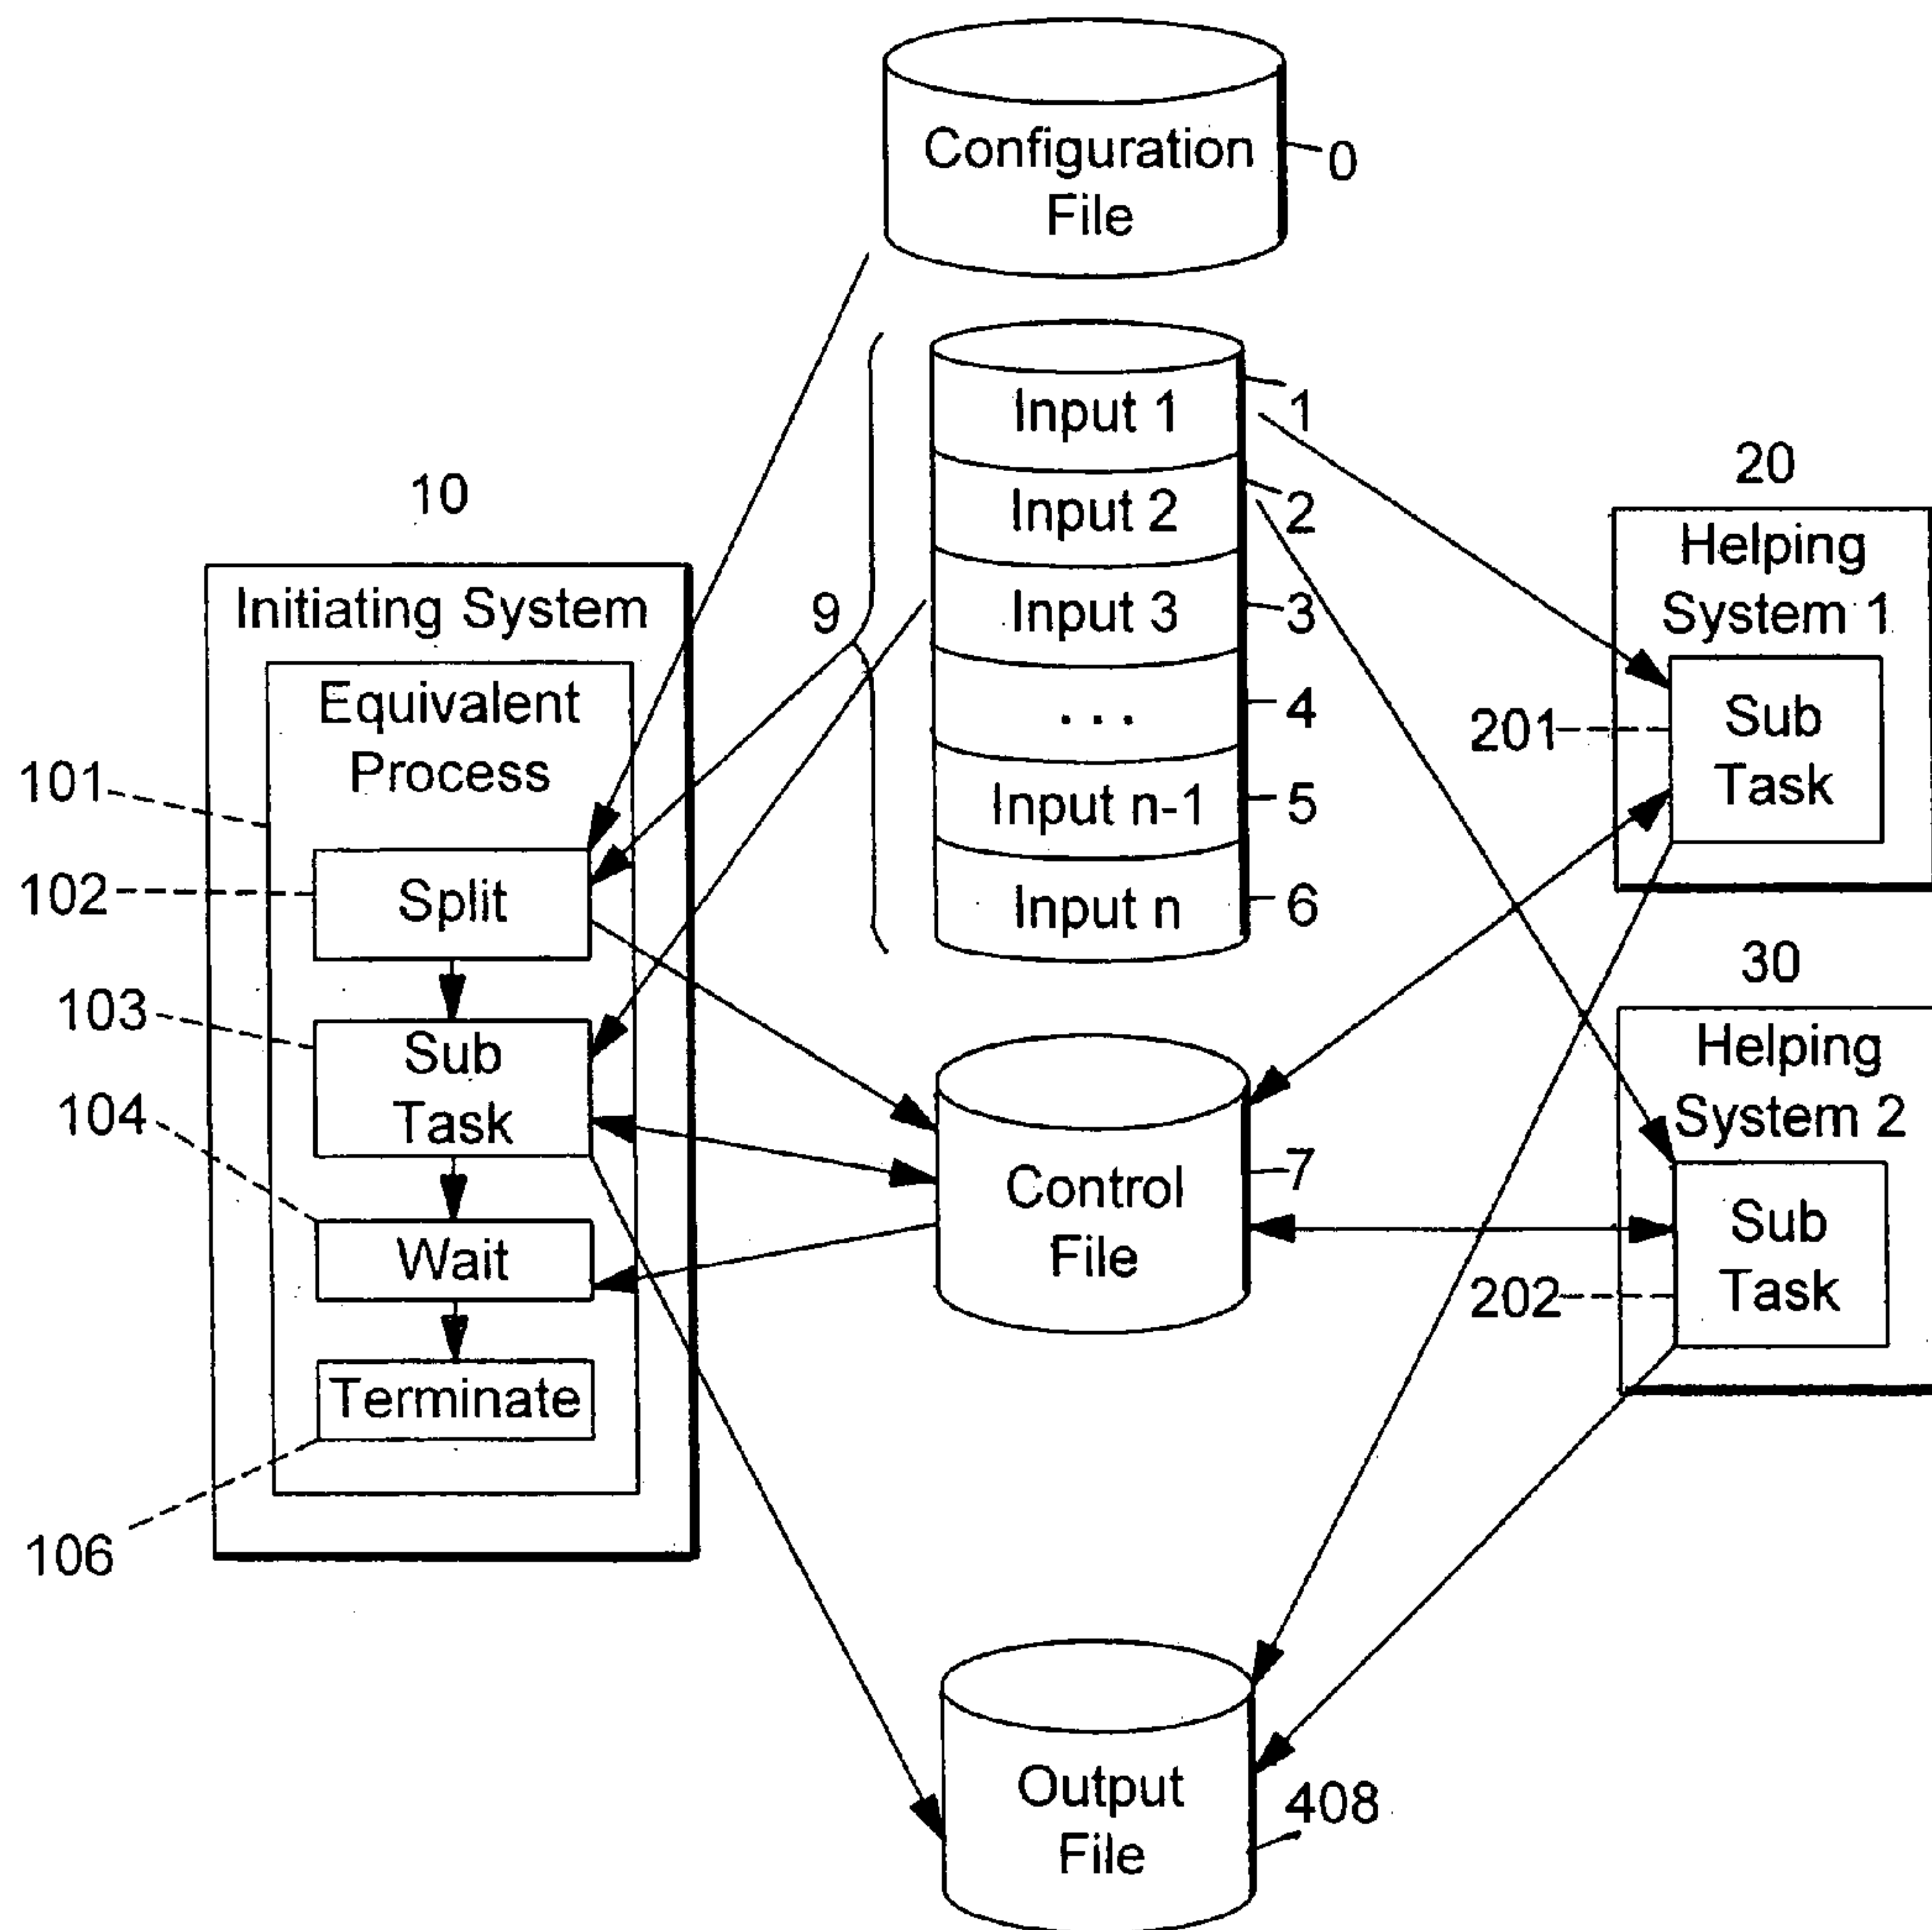 Configuration
File
0
Input 1
1
Input 2
2
Input 3
3
...
4
Input n-1
5
Input n
6
9
10
Initiating System
Equivalent
Process
101
Split
102
Sub
Task
103
Wait
104
Terminate
106
Control
File
7
20
Helping
System 1
Sub
Task
201
30
Helping
System 2
Sub
Task
202
Output
File
408